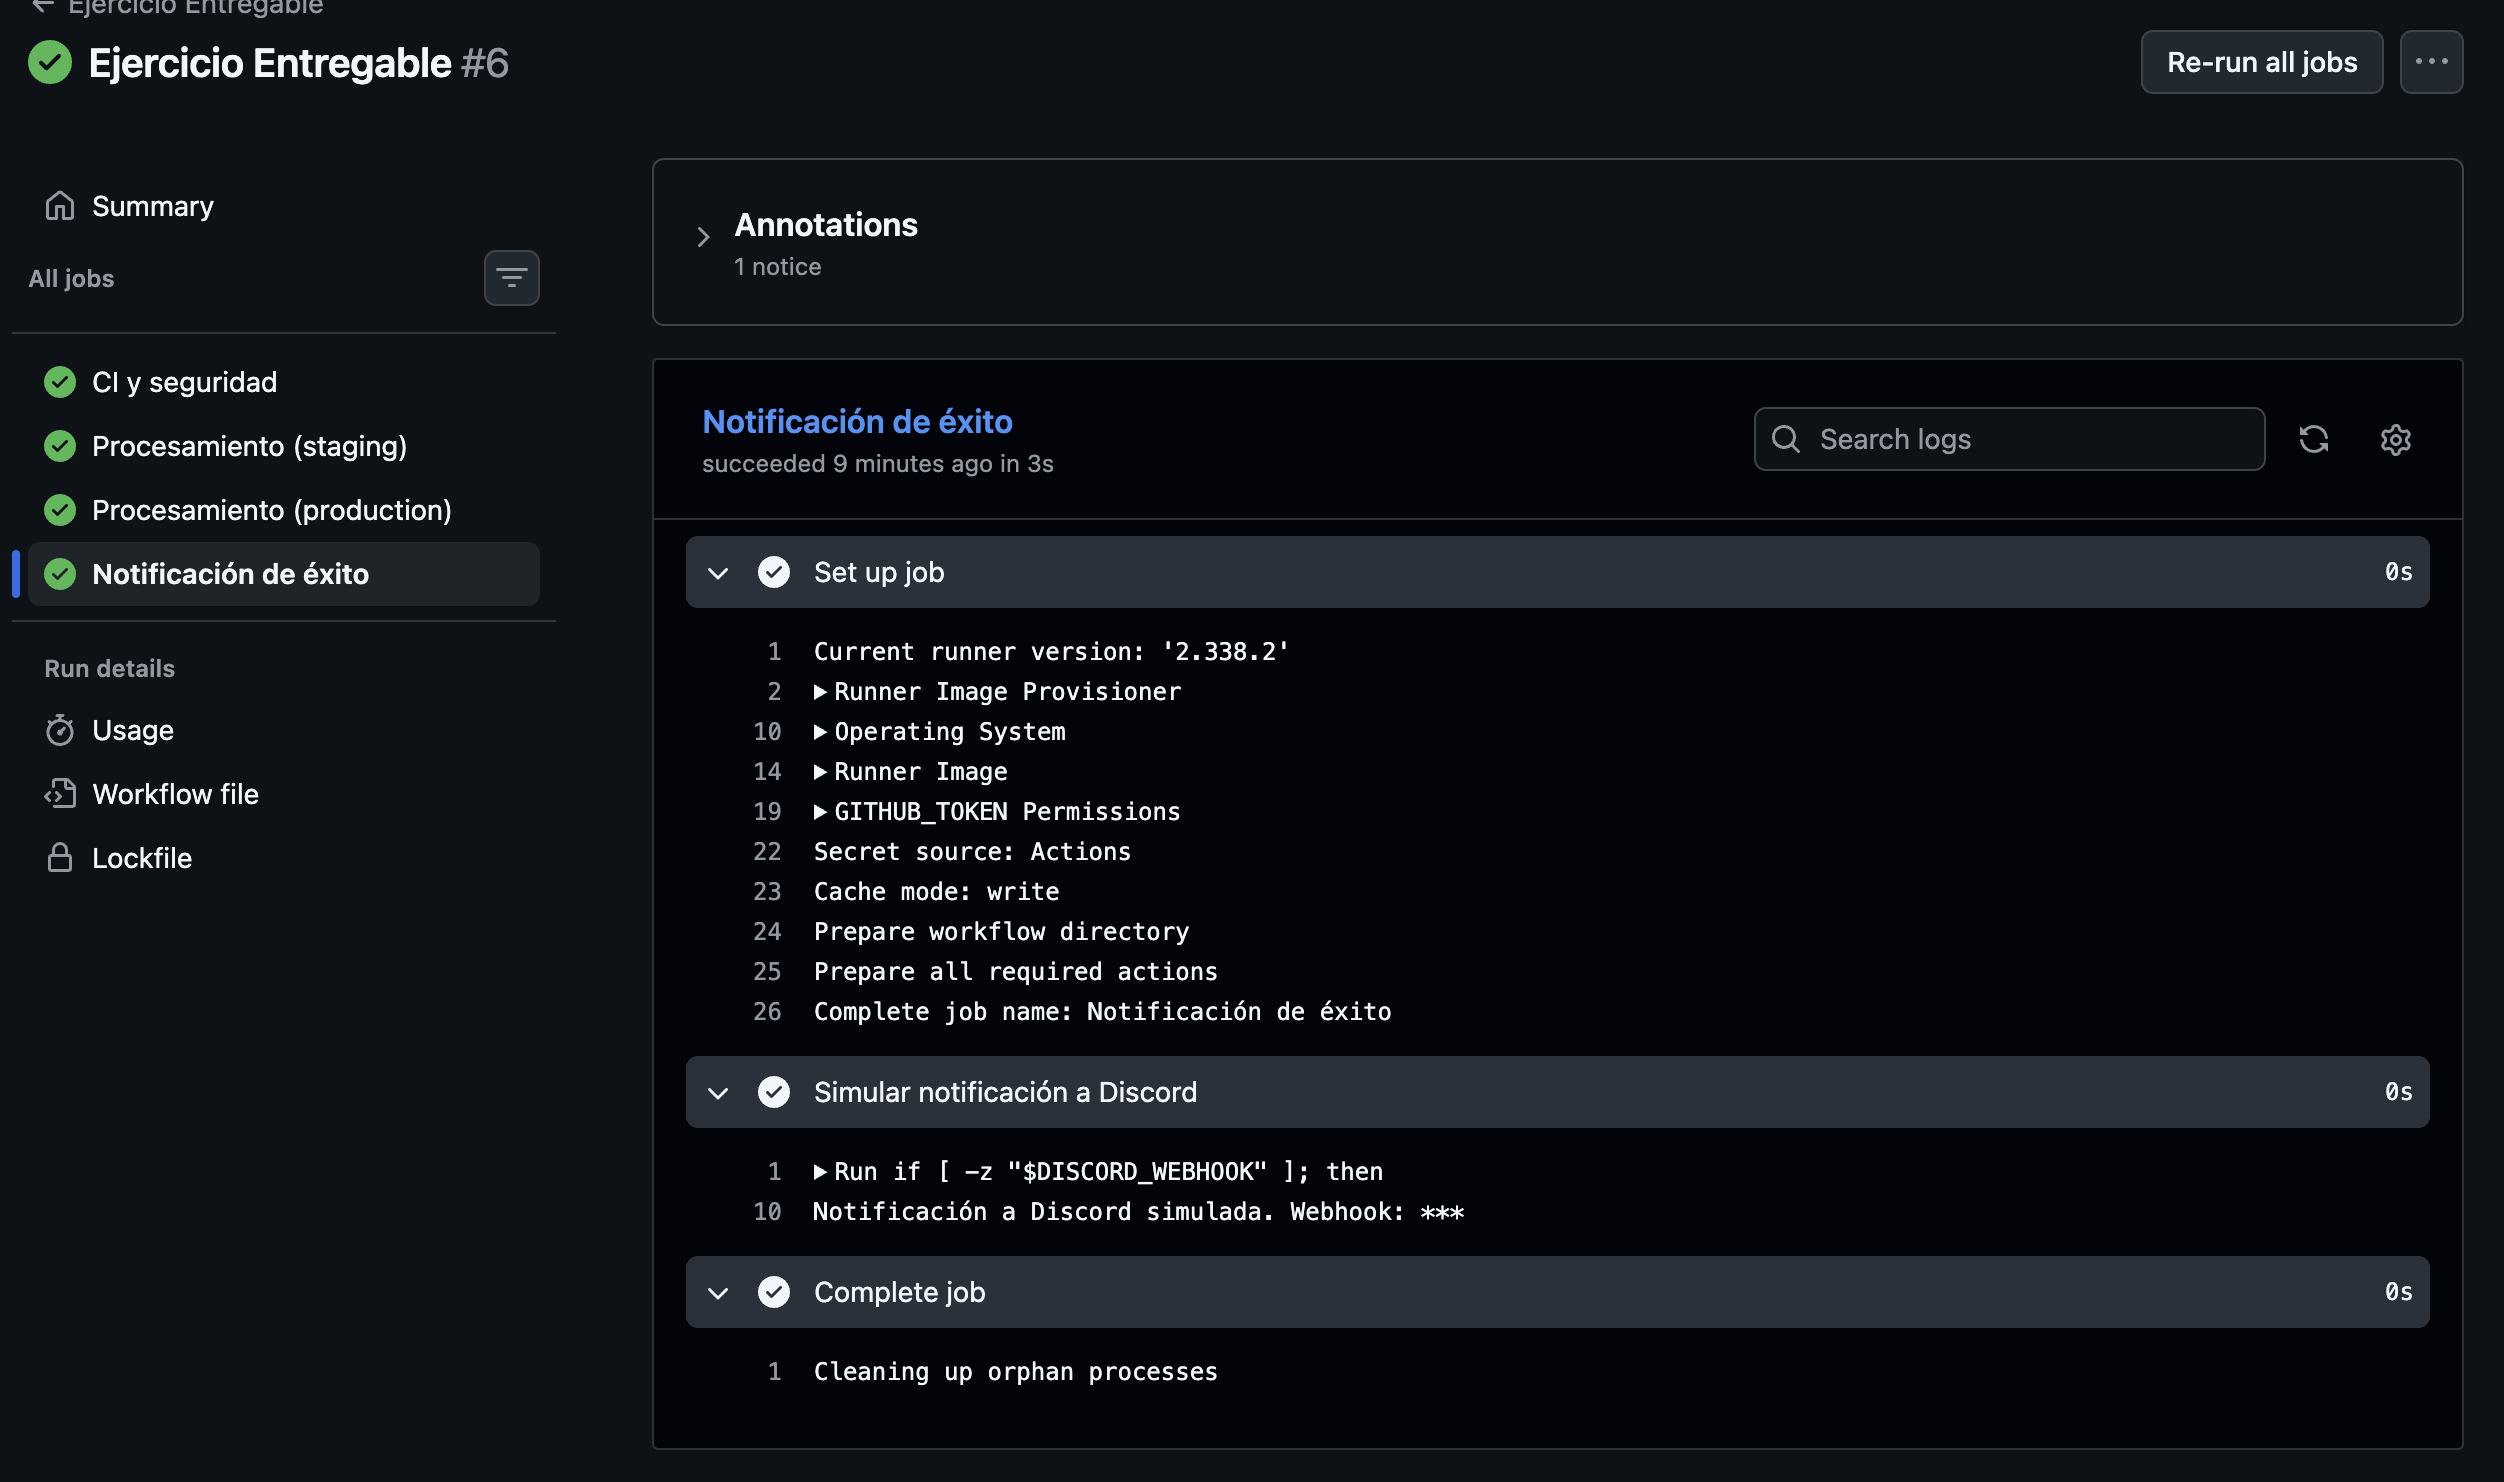 Ejercicio Entregable
Ejercicio Entregable #6
Re-run all jobs
Summary
All jobs
CI y seguridad
Procesamiento (staging)
Procesamiento (production)
Notificación de éxito
Run details
Usage
Workflow file
Lockfile
Annotations
1 notice
Notificación de éxito
succeeded 9 minutes ago in 3s
Search logs
Set up job 0s
1 Current runner version: '2.338.2'
2 Runner Image Provisioner
10 Operating System
14 Runner Image
19 GITHUB_TOKEN Permissions
22 Secret source: Actions
23 Cache mode: write
24 Prepare workflow directory
25 Prepare all required actions
26 Complete job name: Notificación de éxito
Simular notificación a Discord 0s
1 Run if [ -z "$DISCORD_WEBHOOK" ]; then
10 Notificación a Discord simulada. Webhook: ***
Complete job 0s
1 Cleaning up orphan processes